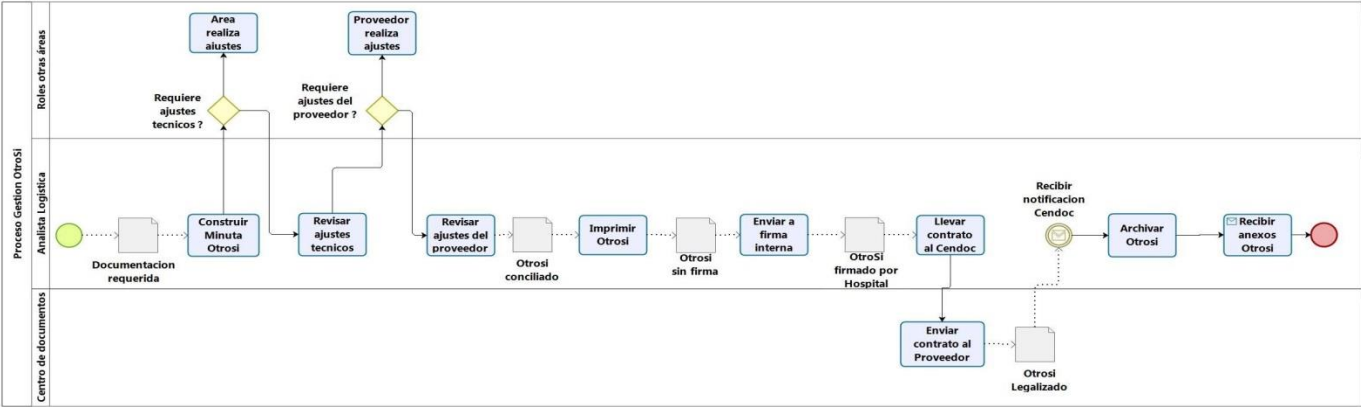 Proceso Gestion OtroSi
Roles otras áreas
Area
realiza
aiustes
Proveedor
realiza
ajustes
Requiere
ajustes
tecnicos ?
Requiere
ajustes del
proveedor ?
Analista Logistica
Documentacion
requerida
Construir
Minuta
Otrosi
Revisar
ajustes
tecnicos
Revisar
ajustes del
proveedor
Otrosi
conciliado
Imprimir
Otrosi
Otrosi
sin firma
Enviar a
firma
interna
OtroSi
firmado por
Hospital
Llevar
contrato
al Cendoc
Recibir
notificacion
Cendoc
Archivar
Otrosi
Recibir
anexos
Otrosi
Centro de documentos
Enviar
contrato al
Proveedor
Otrosi
Legalizado